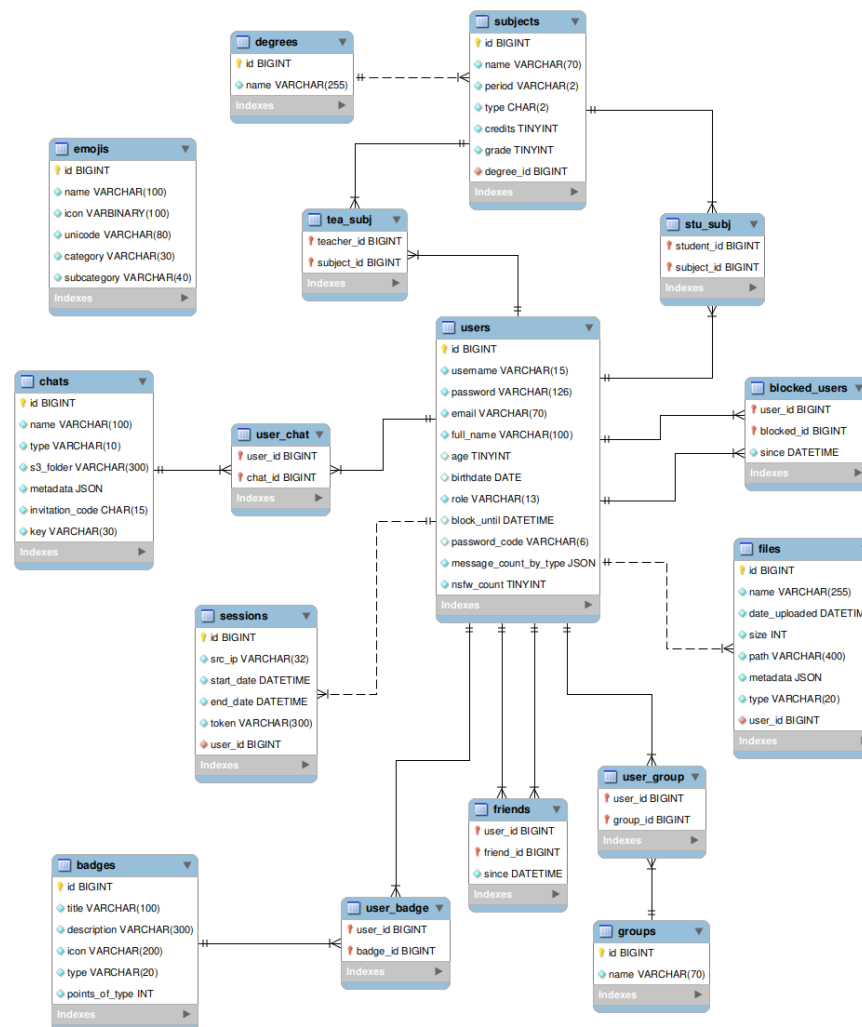 degrees
id BIGINT
name VARCHAR(255)
Indexes
subjects
id BIGINT
name VARCHAR(70)
period VARCHAR(2)
type CHAR(2)
credits TINYINT
grade TINYINT
degree_id BIGINT
Indexes
emojis
id BIGINT
name VARCHAR(100)
icon VARBINARY(100)
unicode VARCHAR(80)
category VARCHAR(30)
subcategory VARCHAR(40)
Indexes
tea_subj
teacher_id BIGINT
subject_id BIGINT
Indexes
stu_subj
student_id BIGINT
subject_id BIGINT
Indexes
users
id BIGINT
username VARCHAR(15)
password VARCHAR(126)
email VARCHAR(70)
full_name VARCHAR(100)
age TINYINT
birthdate DATE
role VARCHAR(13)
block_until DATETIME
password_code VARCHAR(6)
message_count_by_type JSON
nsfw_count TINYINT
Indexes
chats
id BIGINT
name VARCHAR(100)
type VARCHAR(10)
s3_folder VARCHAR(300)
metadata JSON
invitation_code CHAR(15)
key VARCHAR(30)
Indexes
user_chat
user_id BIGINT
chat_id BIGINT
Indexes
blocked_users
user_id BIGINT
blocked_id BIGINT
since DATETIME
Indexes
files
id BIGINT
name VARCHAR(255)
date_uploaded DATETIM
size INT
path VARCHAR(400)
metadata JSON
type VARCHAR(20)
user_id BIGINT
Indexes
sessions
id BIGINT
src_ip VARCHAR(32)
start_date DATETIME
end_date DATETIME
token VARCHAR(300)
user_id BIGINT
Indexes
friends
user_id BIGINT
friend_id BIGINT
since DATETIME
Indexes
user_group
user_id BIGINT
group_id BIGINT
Indexes
badges
id BIGINT
title VARCHAR(100)
description VARCHAR(300)
icon VARCHAR(200)
type VARCHAR(20)
points_of_type INT
Indexes
user_badge
user_id BIGINT
badge_id BIGINT
Indexes
groups
id BIGINT
name VARCHAR(70)
Indexes